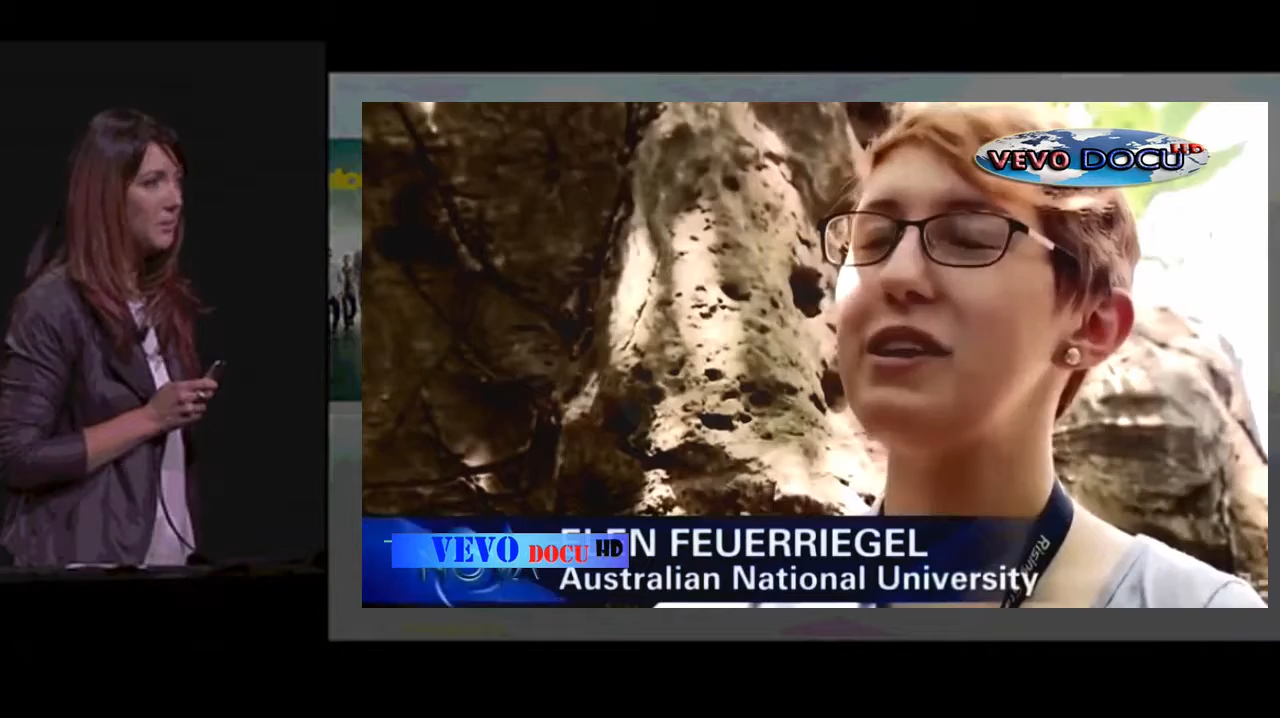 VEVO DOCU HD
FEUERRIEGEL
VEVO DOCU HD
Australian National University